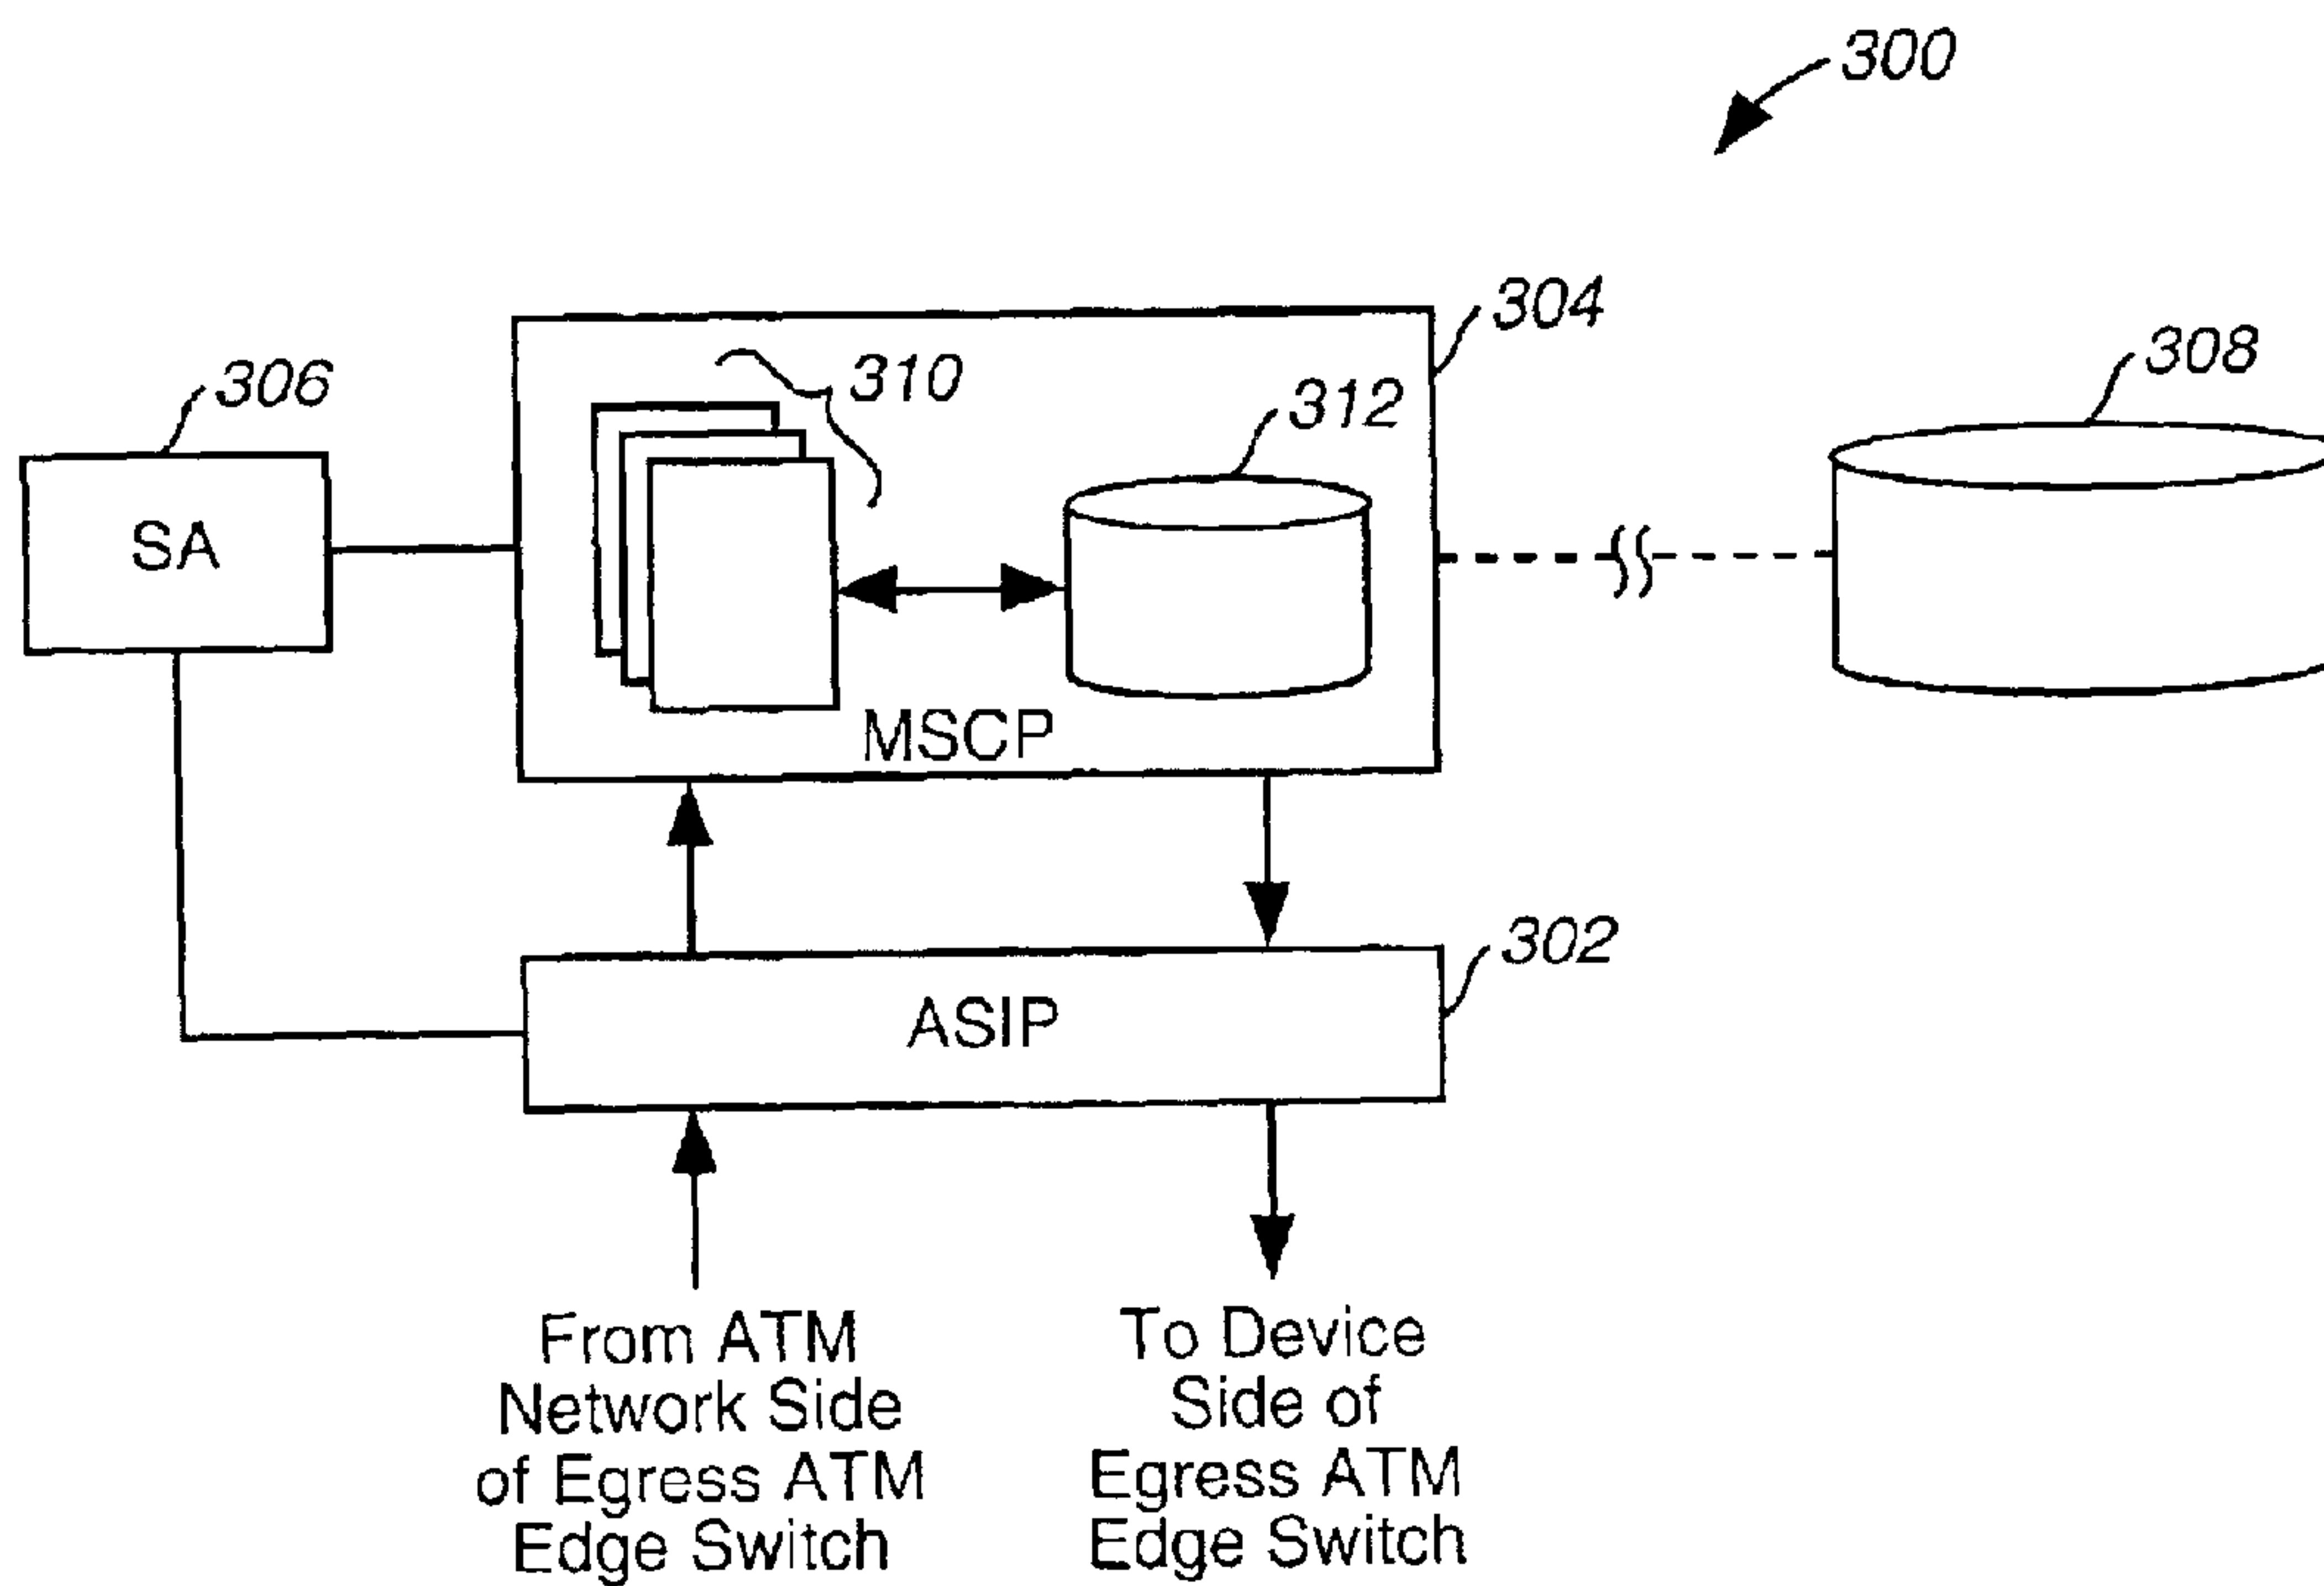 300
304
308
310
306
312
SA
MSCP
302
ASIP
From ATM
Network Side
of Egress ATM
Edge Switch
To Device
Side of
Egress ATM
Edge Switch